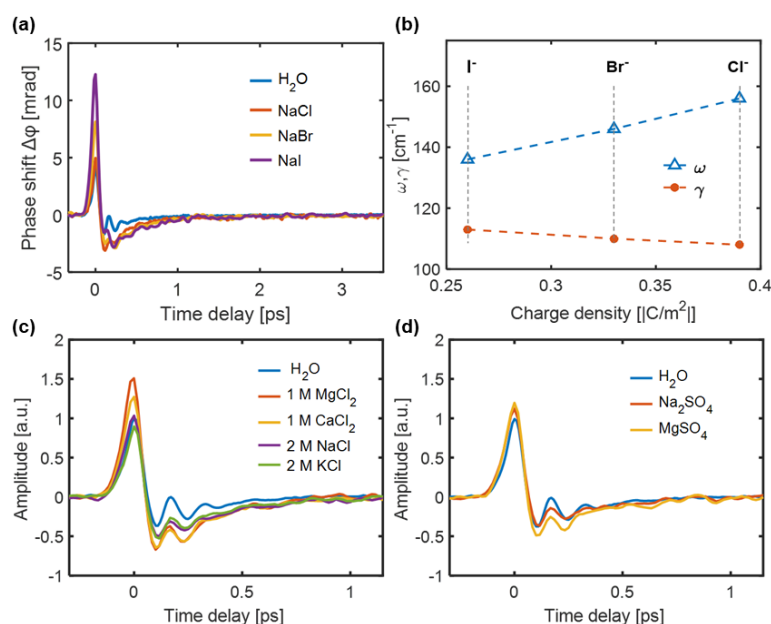 (a)
15
10
5
0
-5
Phase shift Δφ [mrad]
H₂O
NaCl
NaBr
NaI
0
1
2
3
Time delay [ps]
(b)
160
140
120
100
ω,γ [cm⁻¹]
I⁻
Br⁻
Cl⁻
ω
γ
0.25
0.3
0.35
0.4
Charge density [|C/m²|]
(c)
2
1.5
1
0.5
0
-0.5
-1
Amplitude [a.u.]
H₂O
1 M MgCl₂
1 M CaCl₂
2 M NaCl
2 M KCl
0
0.5
1
Time delay [ps]
(d)
2
1.5
1
0.5
0
-0.5
-1
Amplitude [a.u.]
H₂O
Na₂SO₄
MgSO₄
0
0.5
1
Time delay [ps]